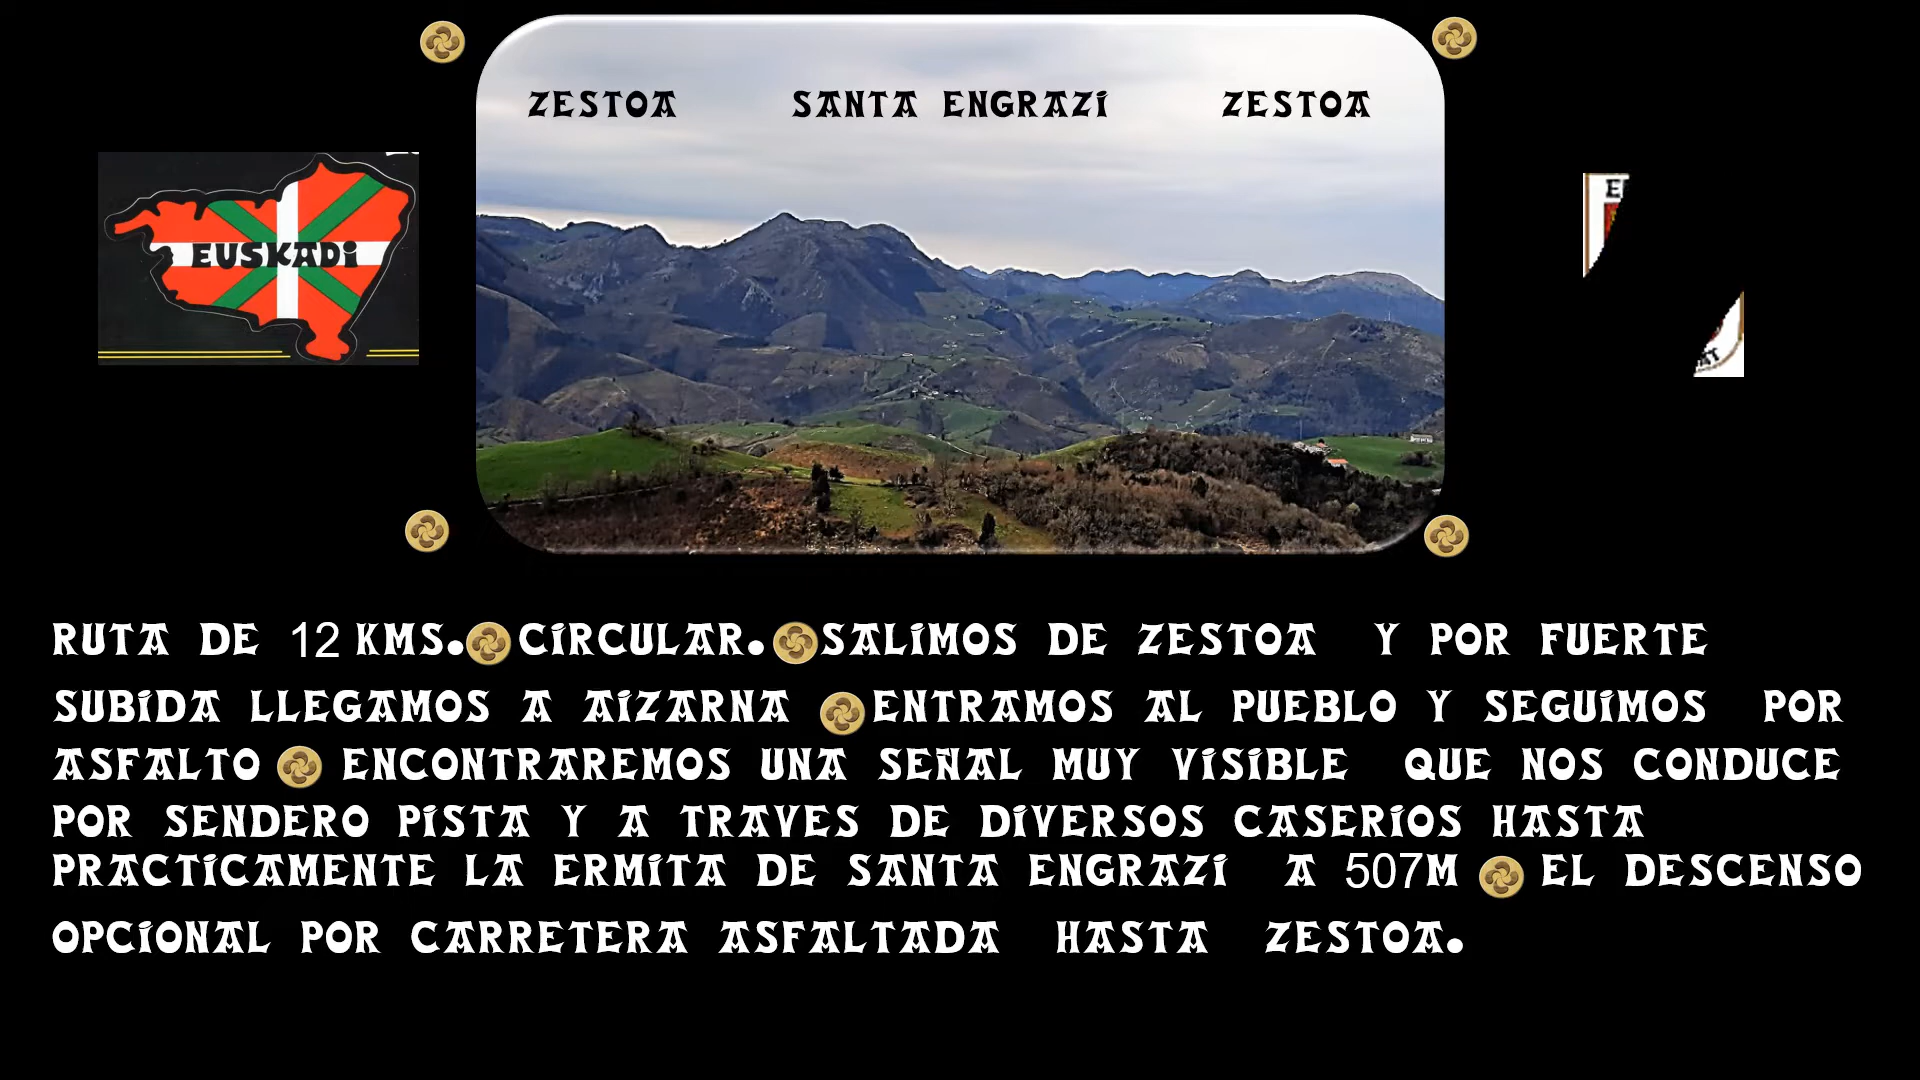 ZESTOA SANTA ENGRAZI ZESTOA
EUSKADI
RUTA DE 12 KMS. CIRCULAR. SALIMOS DE ZESTOA Y POR FUERTE
SUBIDA LLEGAMOS A AIZARNA ENTRAMOS AL PUEBLO Y SEGUIMOS POR
ASFALTO ENCONTRAREMOS UNA SEÑAL MUY VISIBLE QUE NOS CONDUCE
POR SENDERO PISTA Y A TRAVES DE DIVERSOS CASERIOS HASTA
PRACTICAMENTE LA ERMITA DE SANTA ENGRAZI A 507M EL DESCENSO
OPCIONAL POR CARRETERA ASFALTADA HASTA ZESTOA.